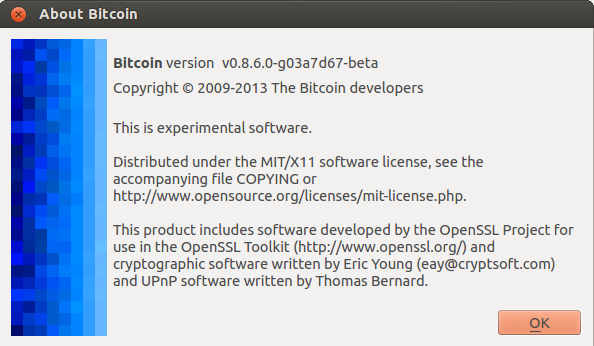 About Bitcoin
Bitcoin version v0.8.6.0-g03a7d67-beta
Copyright © 2009-2013 The Bitcoin developers
This is experimental software.
Distributed under the MIT/X11 software license, see the
accompanying file COPYING or
http://www.opensource.org/licenses/mit-license.php.
This product includes software developed by the OpenSSL Project for
use in the OpenSSL Toolkit (http://www.openssl.org/) and
cryptographic software written by Eric Young (eay@cryptsoft.com)
and UPnP software written by Thomas Bernard.
OK